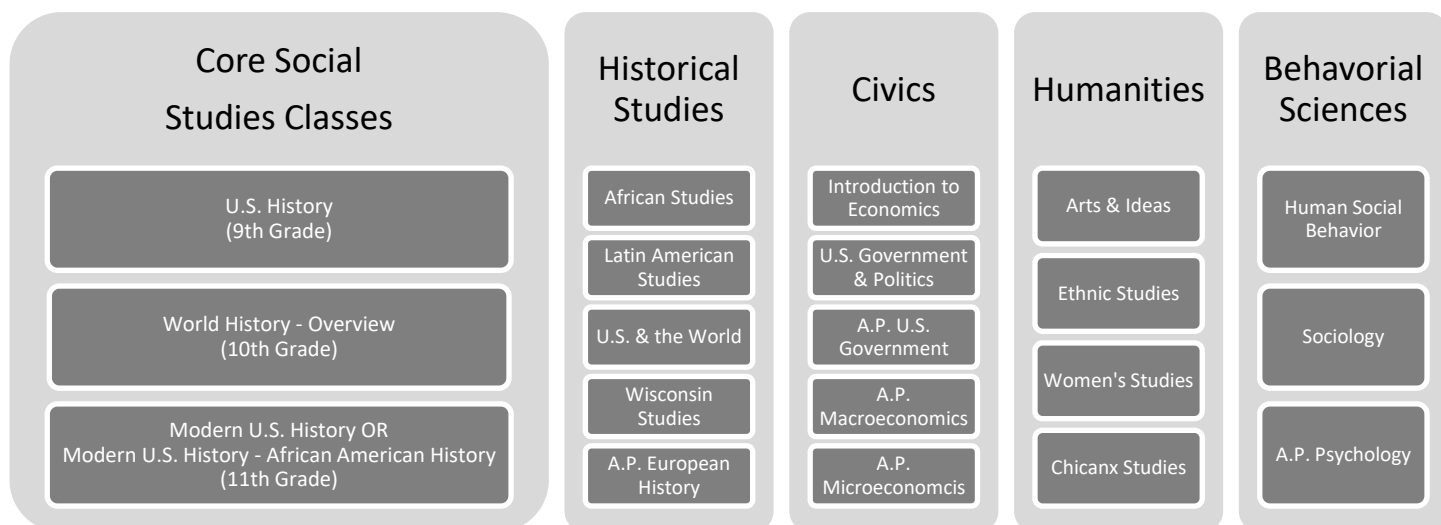 Core Social
Studies Classes
U.S. History
(9th Grade)
World History - Overview
(10th Grade)
Modern U.S. History OR
Modern U.S. History - African American History
(11th Grade)
Historical
Studies
African Studies
Latin American
Studies
U.S. & the World
Wisconsin
Studies
A.P. European
History
Civics
Introduction to
Economics
U.S. Government
& Politics
A.P. U.S.
Government
A.P.
Macroeconomics
A.P.
Microeconomcis
Humanities
Arts & Ideas
Ethnic Studies
Women's Studies
Chicanx Studies
Behavorial
Sciences
Human Social
Behavior
Sociology
A.P. Psychology